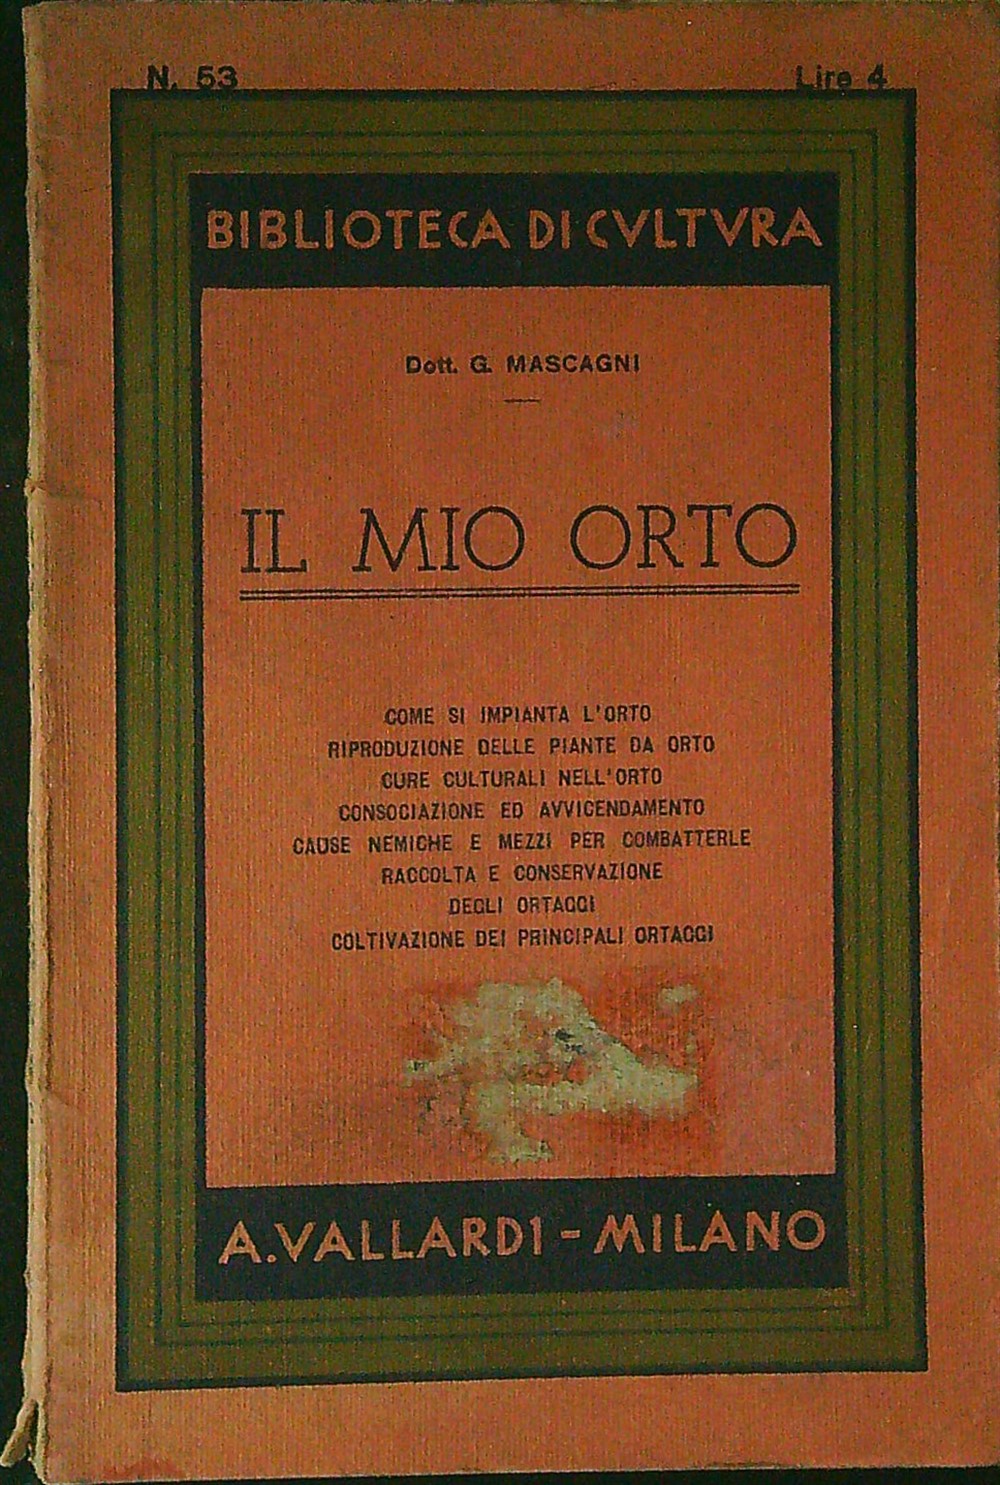 N. 53 Lire 4
BIBLIOTECA DI CVLTVRA
Dott. G. MASCAGNI
IL MIO ORTO
COME SI IMPIANTA L'ORTO
RIPRODUZIONE DELLE PIANTE DA ORTO
CURE CULTURALI NELL'ORTO
CONSOCIAZIONE ED AVVICENDAMENTO
CAUSE NEMICHE E MEZZI PER COMBATTERLE
RACCOLTA E CONSERVAZIONE
DEGLI ORTAGGI
COLTIVAZIONE DEI PRINCIPALI ORTAGGI
A. VALLARDI - MILANO